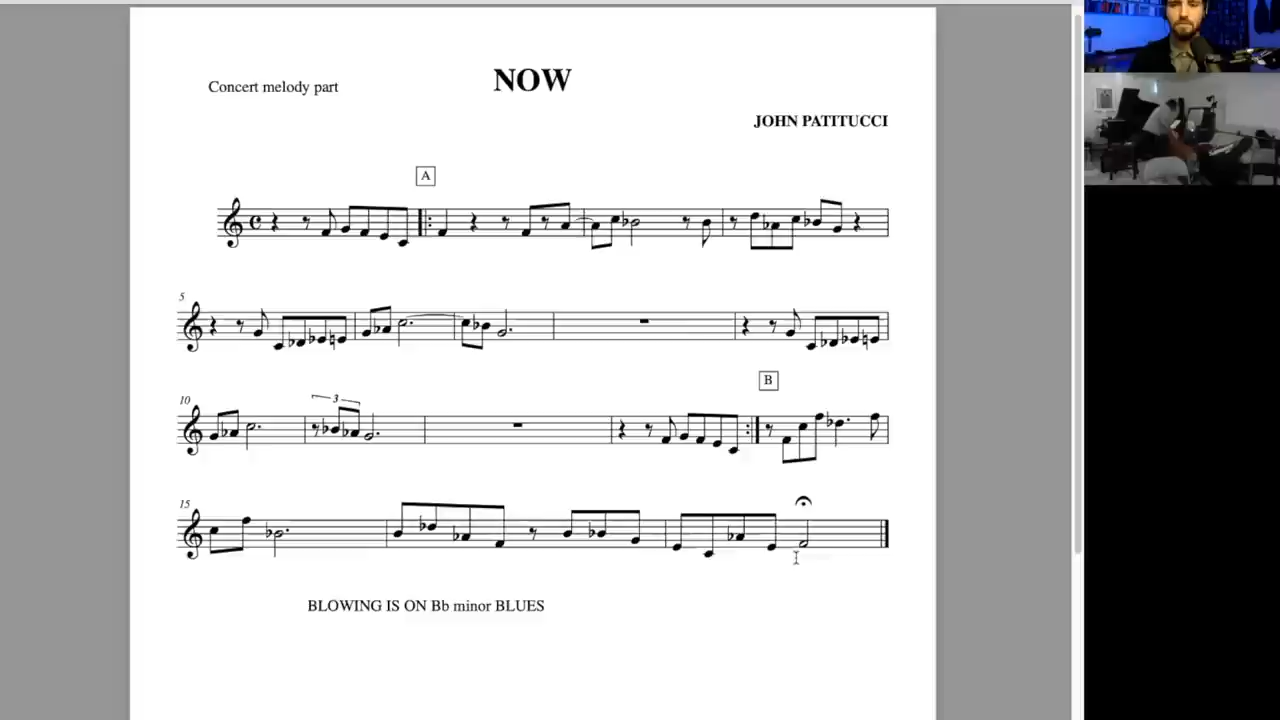 NOW
Concert melody part
JOHN PATITUCCI
A
5
3
B
10
15
BLOWING IS ON Bb minor BLUES